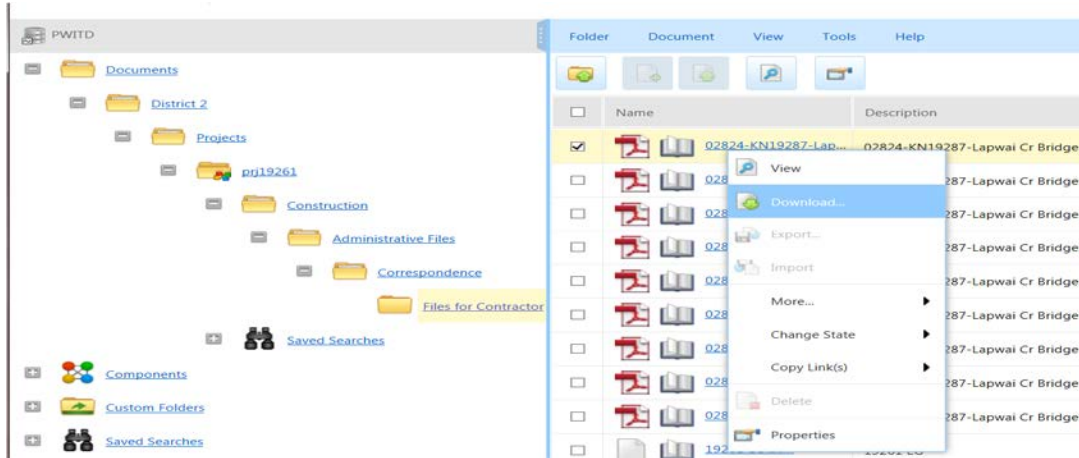 PWITD
Documents
District 2
Projects
prj19261
Construction
Administrative Files
Correspondence
Files for Contractor
Saved Searches
Components
Custom Folders
Saved Searches
Folder Document View Tools Help
Name Description
02824-KN19287-Lap... 02824-KN19287-Lapwai Cr Bridge
028 287-Lapwai Cr Bridge
028 287-Lapwai Cr Bridge
028 287-Lapwai Cr Bridge
028 287-Lapwai Cr Bridge
028 287-Lapwai Cr Bridge
028 287-Lapwai Cr Bridge
028 287-Lapwai Cr Bridge
028 287-Lapwai Cr Bridge
View
Download...
Export...
Import
More...
Change State
Copy Link(s)
Delete
Properties